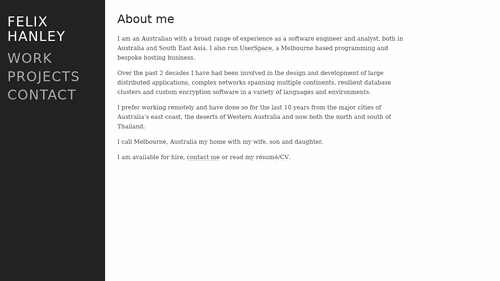 FELIX
HANLEY
WORK
PROJECTS
CONTACT
About me
I am an Australian with a broad range of experience as a software engineer and analyst, both in
Australia and South East Asia. I also run UserSpace, a Melbourne based programming and
bespoke hosting business.
Over the past 2 decades I have had been involved in the design and development of large
distributed applications, complex networks spanning multiple continents, resilient database
clusters and custom encryption software in a variety of languages and environments.
I prefer working remotely and have done so for the last 10 years from the major cities of
Australia's east coast, the deserts of Western Australia and now both the north and south of
Thailand.
I call Melbourne, Australia my home with my wife, son and daughter.
I am available for hire, contact me or read my résumé/CV.